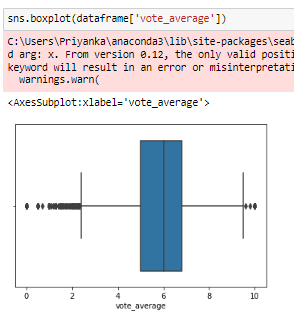 sns.boxplot(dataframe['vote_average'])
C:\Users\Priyanka\anaconda3\lib\site-packages\seab
d arg: x. From version 0.12, the only valid positi
keyword will result in an error or misinterpretati
warnings.warn(
<AxesSubplot:xlabel='vote_average'>
0 2 4 6 8 10
vote_average